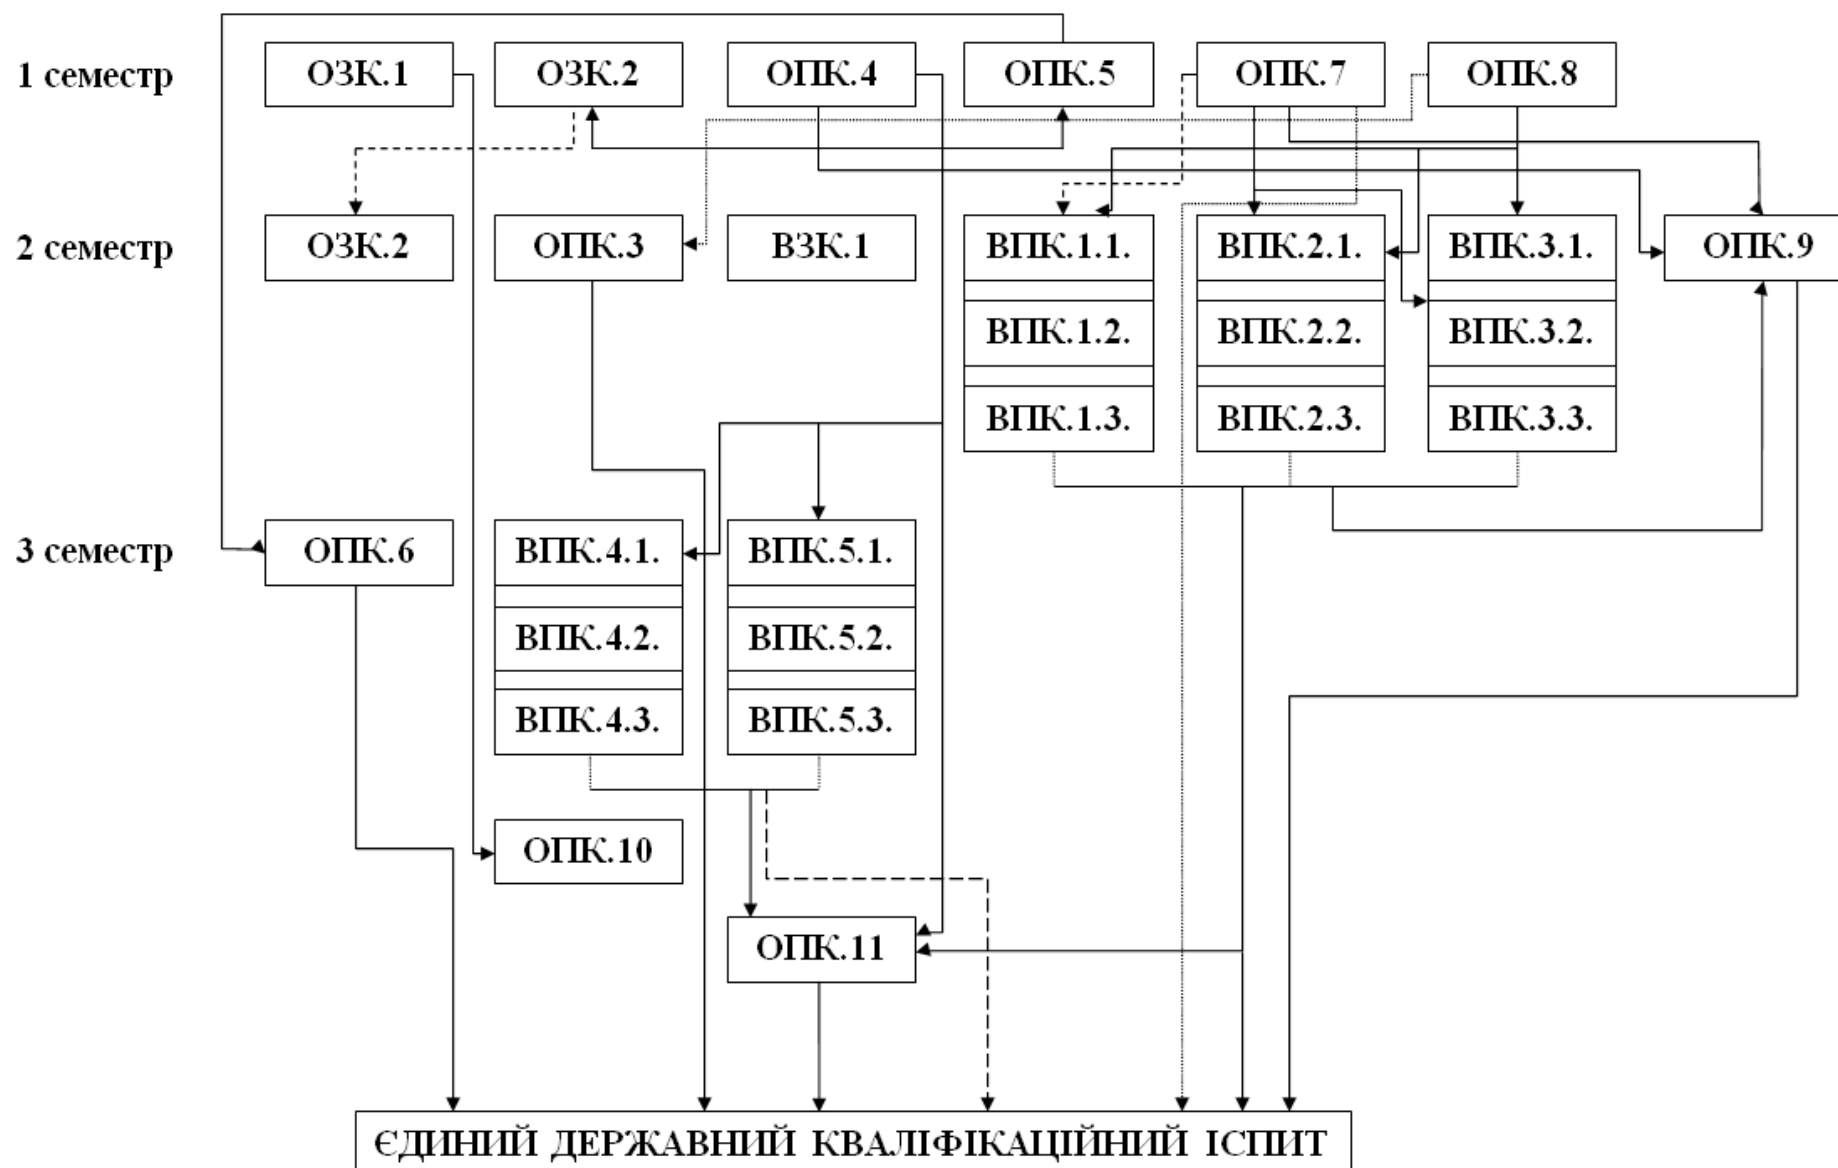 1 семестр ОЗК.1 ОЗК.2 ОПК.4 ОПК.5 ОПК.7 ОПК.8
2 семестр ОЗК.2 ОПК.3 ВЗК.1 ВПК.1.1. ВПК.2.1. ВПК.3.1. ОПК.9
ВПК.1.2. ВПК.2.2. ВПК.3.2.
ВПК.1.3. ВПК.2.3. ВПК.3.3.
3 семестр ОПК.6 ВПК.4.1. ВПК.5.1.
ВПК.4.2. ВПК.5.2.
ВПК.4.3. ВПК.5.3.
ОПК.10
ОПК.11
ЄДИНИЙ ДЕРЖАВНИЙ КВАЛІФІКАЦІЙНИЙ ІСПИТ